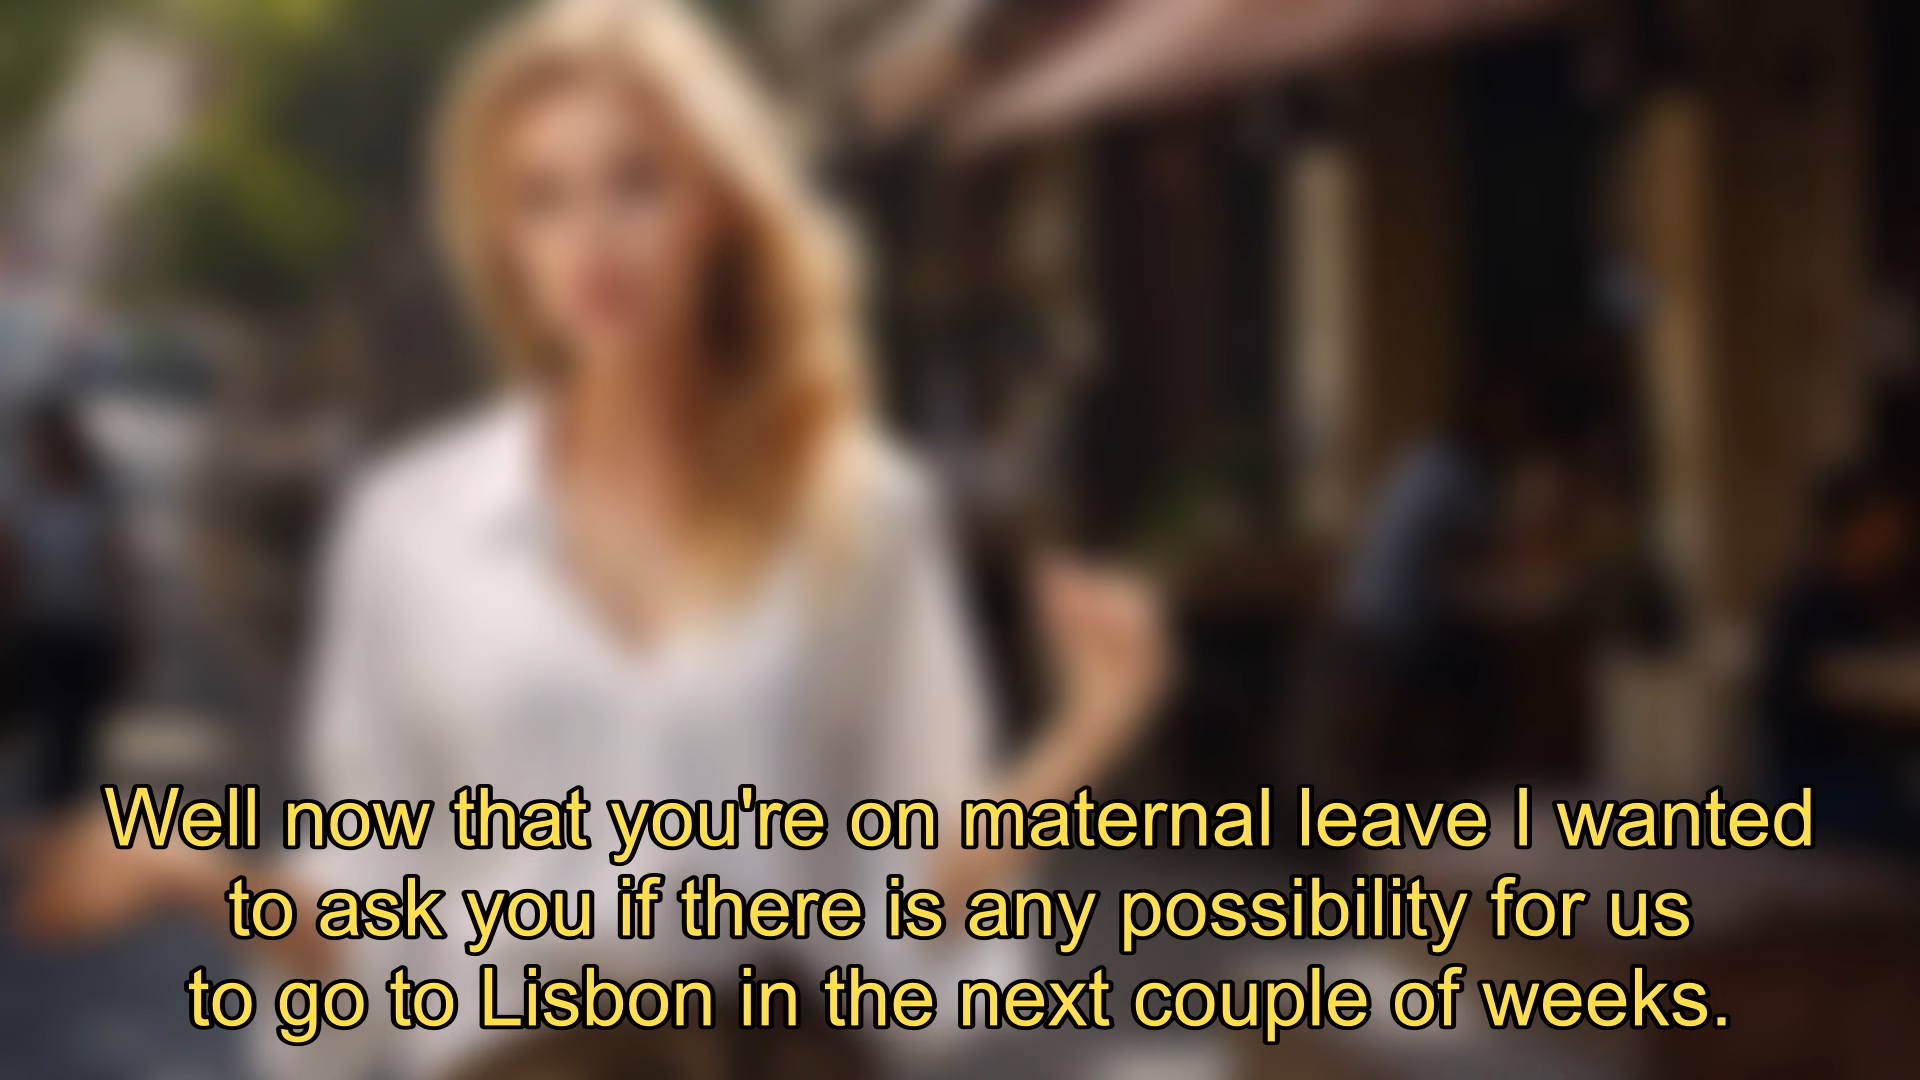 Well now that you're on maternal leave I wanted
to ask you if there is any possibility for us
to go to Lisbon in the next couple of weeks.